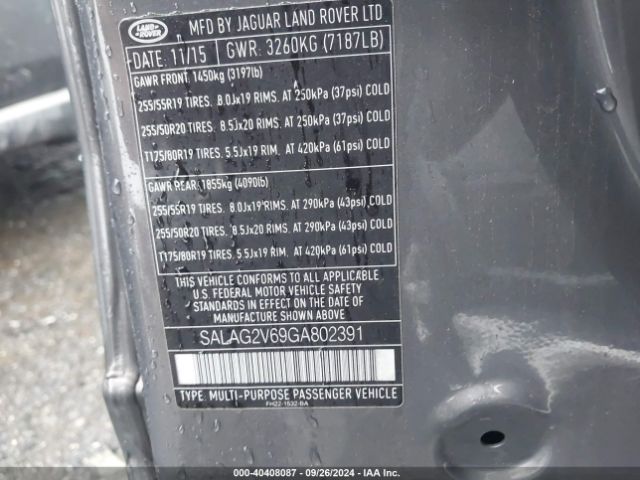 LAND ROVER
MFD BY JAGUAR LAND ROVER LTD
DATE: 11/15 GWR: 3260KG (7187LB)
GAWR FRONT: 1450kg (3197lb)
255/55R19 TIRES. 8.0Jx19 RIMS. AT 250kPa (37psi) COLD
255/50R20 TIRES. 8.5Jx20 RIMS. AT 250kPa (37psi) COLD
T175/80R19 TIRES. 5.5Jx19 RIM. AT 420kPa (61psi) COLD
GAWR REAR: 1855kg (4090lb)
255/55R19 TIRES. 8.0Jx19 RIMS. AT 290kPa (43psi) COLD
255/50R20 TIRES. 8.5Jx20 RIMS. AT 290kPa (43psi) COLD
T175/80R19 TIRES. 5.5Jx19 RIM. AT 420kPa (61psi) COLD
THIS VEHICLE CONFORMS TO ALL APPLICABLE
U.S. FEDERAL MOTOR VEHICLE SAFETY
STANDARDS IN EFFECT ON THE DATE OF
MANUFACTURE SHOWN ABOVE.
SALAG2V69GA802391
TYPE: MULTI-PURPOSE PASSENGER VEHICLE
FH22-1532-BA
000-40408087 - 09/26/2024 - IAA Inc.